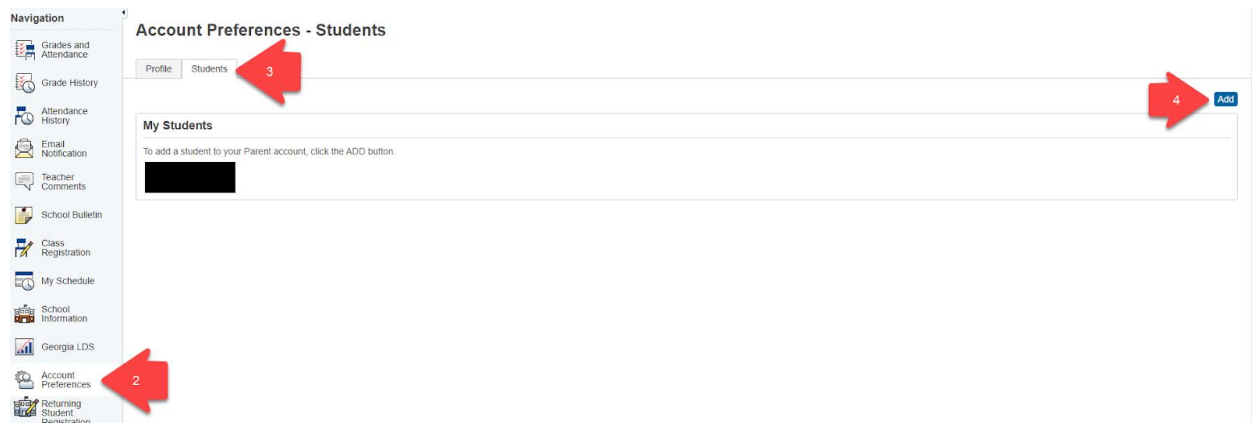 Navigation
Grades and
Attendance
Grade History
Attendance
History
Email
Notification
Teacher
Comments
School Bulletin
Class
Registration
My Schedule
School
Information
Georgia LDS
Account
Preferences
2
Returning
Student
Registration
Account Preferences - Students
Profile Students 3
4 Add
My Students
To add a student to your Parent account, click the ADD button.